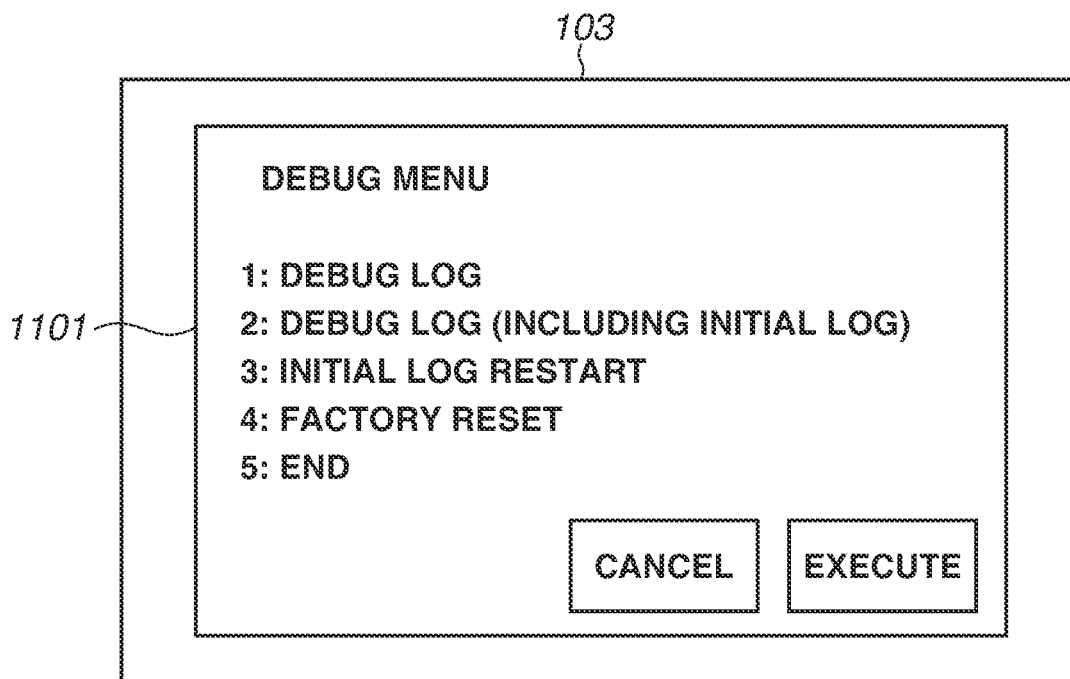 103
DEBUG MENU
1: DEBUG LOG
1101
2: DEBUG LOG (INCLUDING INITIAL LOG)
3: INITIAL LOG RESTART
4: FACTORY RESET
5: END
CANCEL
EXECUTE